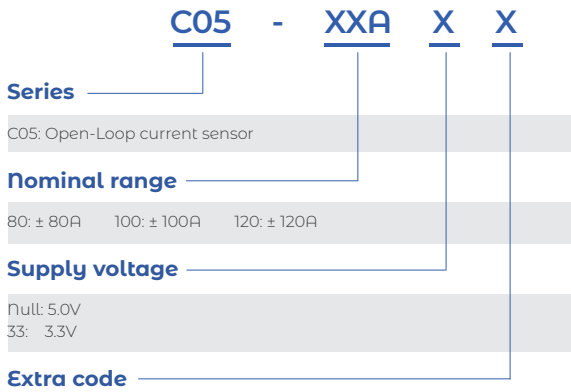 C05 - XXA X X
Series
C05: Open-Loop current sensor
Nominal range
80: ± 80A 100: ± 100A 120: ± 120A
Supply voltage
Null: 5.0V
33: 3.3V
Extra code